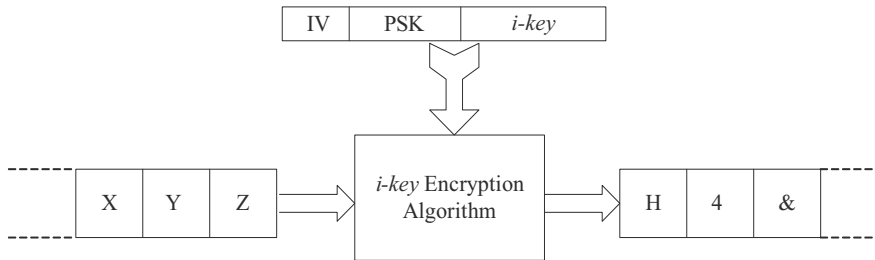 IV PSK i-key
X Y Z
i-key Encryption
Algorithm
H 4 &